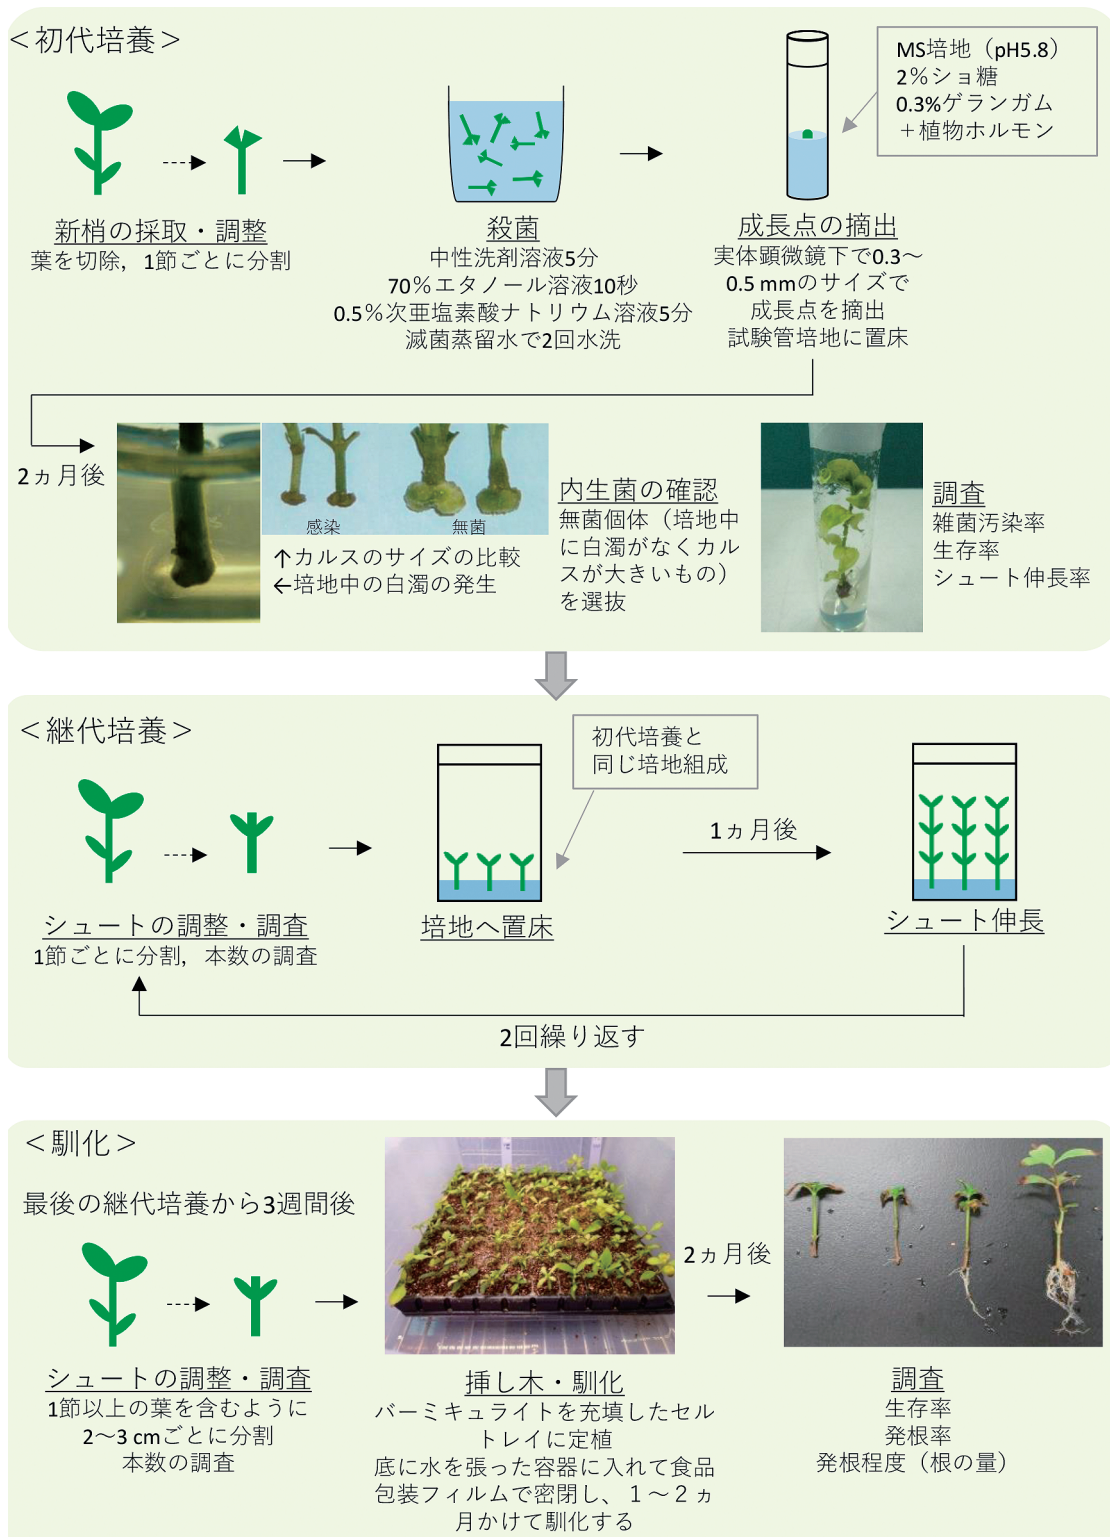 ＜初代培養＞
MS培地（pH5.8）
2％ショ糖
0.3%ゲランガム
＋植物ホルモン
新梢の採取・調整
葉を切除，1節ごとに分割
殺菌
中性洗剤溶液5分
70％エタノール溶液10秒
0.5％次亜塩素酸ナトリウム溶液5分
滅菌蒸留水で2回水洗
成長点の摘出
実体顕微鏡下で0.3～
0.5 mmのサイズで
成長点を摘出
試験管培地に置床
2ヵ月後
感染
無菌
↑カルスのサイズの比較
←培地中の白濁の発生
内生菌の確認
無菌個体（培地中
に白濁がなくカル
スが大きいもの）
を選抜
調査
雑菌汚染率
生存率
シュート伸長率
＜継代培養＞
初代培養と
同じ培地組成
1ヵ月後
シュートの調整・調査
1節ごとに分割，本数の調査
培地へ置床
シュート伸長
2回繰り返す
＜馴化＞
最後の継代培養から3週間後
2ヵ月後
シュートの調整・調査
1節以上の葉を含むように
2～3 cmごとに分割
本数の調査
挿し木・馴化
バーミキュライトを充填したセル
トレイに定植
底に水を張った容器に入れて食品
包装フィルムで密閉し、１～２ヵ
月かけて馴化する
調査
生存率
発根率
発根程度（根の量）